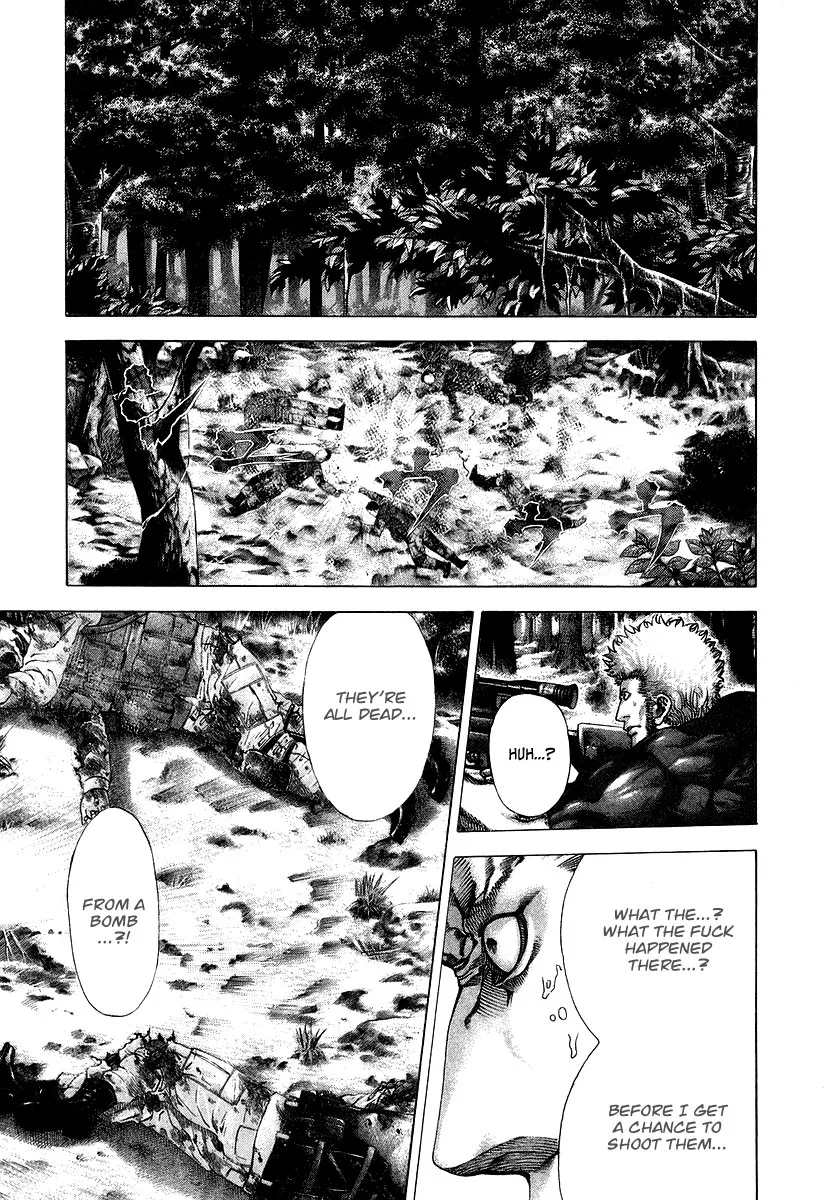 HUH...?
WHAT THE...?
WHAT THE FUCK
HAPPENED
THERE...?
BEFORE I GET
A CHANCE TO
SHOOT THEM...
THEY'RE
ALL DEAD...
FROM A
BOMB
...?!